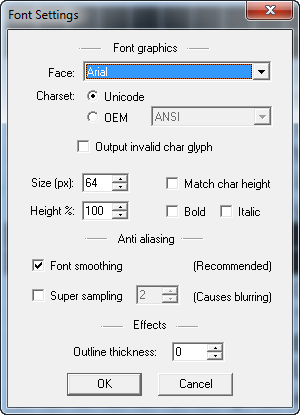 Font Settings
Font graphics
Face: Arial
Charset: Unicode
OEM ANSI
Output invalid char glyph
Size (px): 64 Match char height
Height %: 100 Bold Italic
Anti aliasing
Font smoothing (Recommended)
Super sampling 2 (Causes blurring)
Effects
Outline thickness: 0
OK Cancel